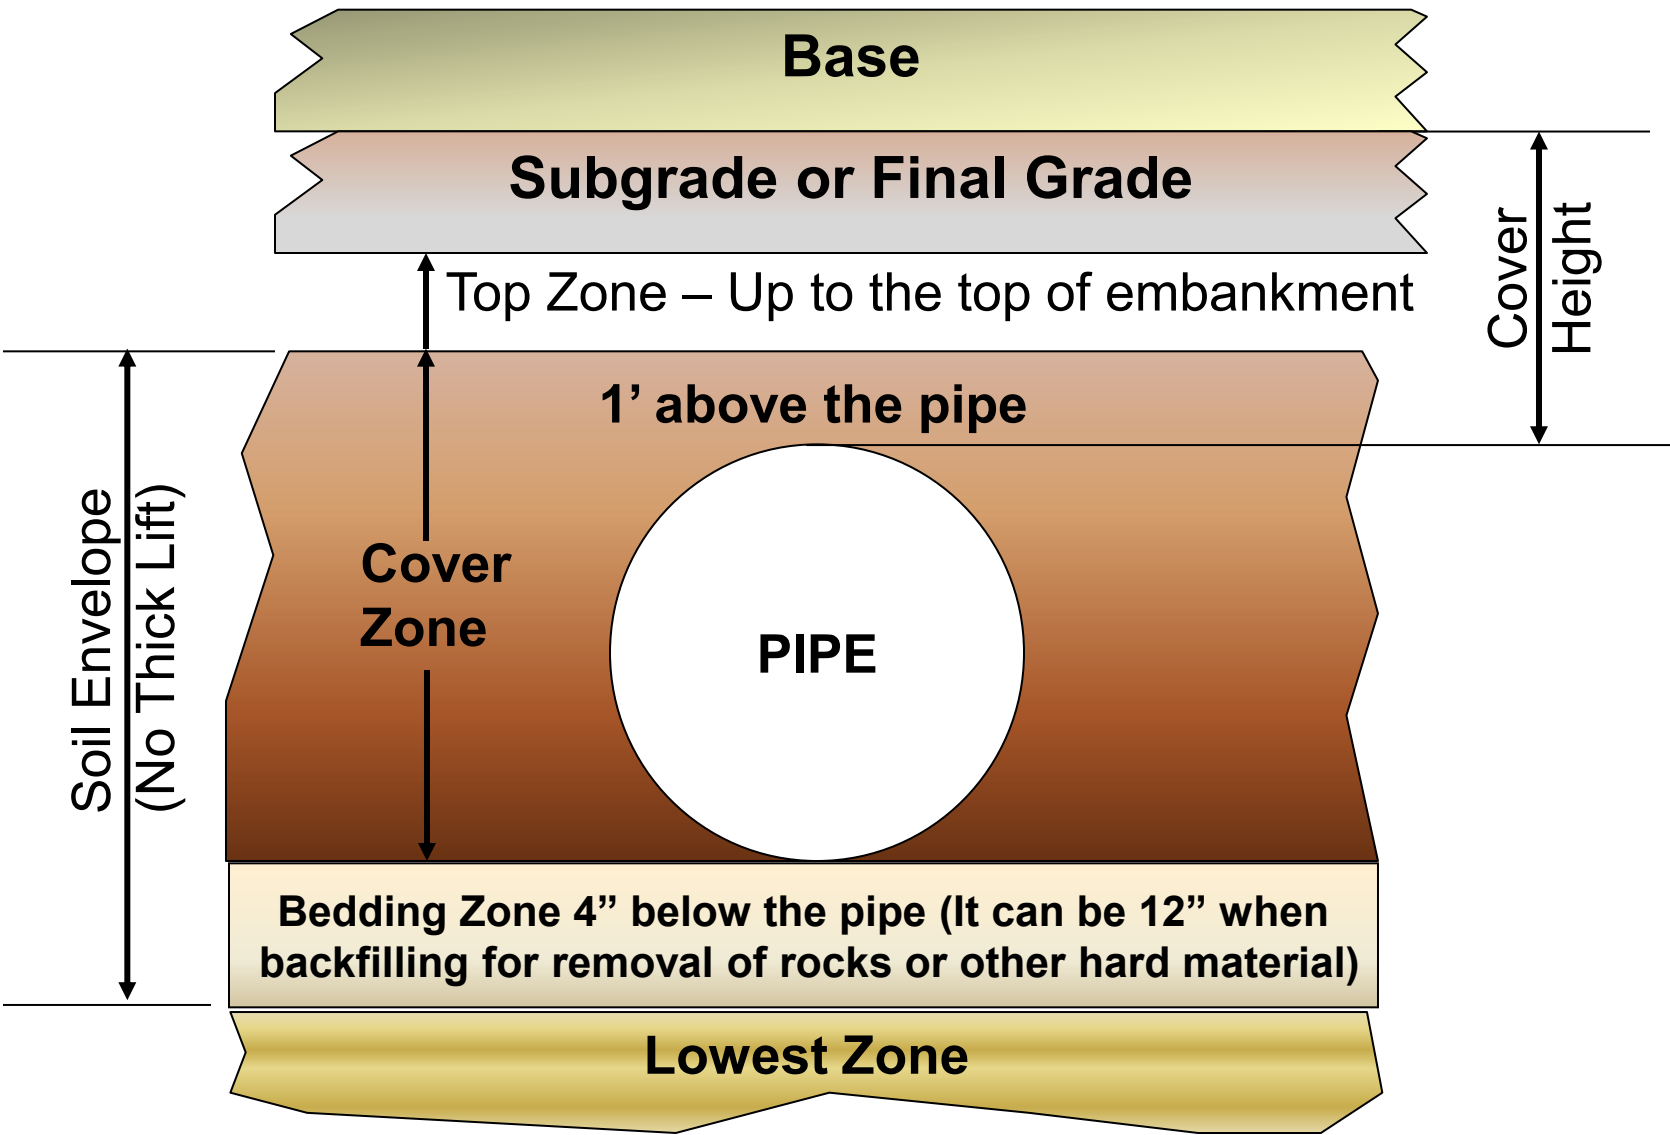 Base
Subgrade or Final Grade
Cover
Height
Top Zone – Up to the top of embankment
1’ above the pipe
Soil Envelope
(No Thick Lift)
Cover
Zone
PIPE
Bedding Zone 4” below the pipe (It can be 12” when
backfilling for removal of rocks or other hard material)
Lowest Zone